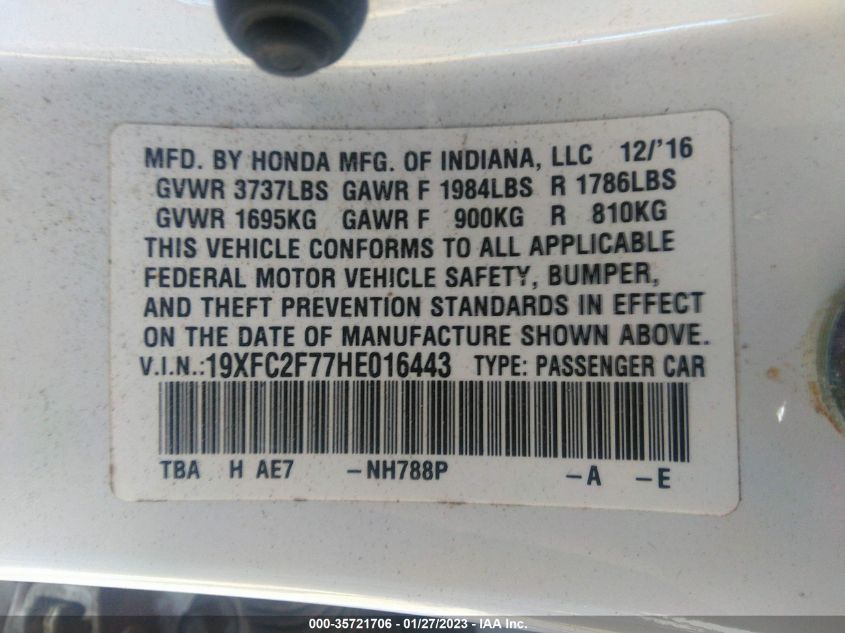 MFD. BY HONDA MFG. OF INDIANA, LLC 12/'16
GVWR 3737LBS GAWR F 1984LBS R 1786LBS
GVWR 1695KG GAWR F 900KG R 810KG
THIS VEHICLE CONFORMS TO ALL APPLICABLE
FEDERAL MOTOR VEHICLE SAFETY, BUMPER,
AND THEFT PREVENTION STANDARDS IN EFFECT
ON THE DATE OF MANUFACTURE SHOWN ABOVE.
V.I.N.:19XFC2F77HE016443 TYPE: PASSENGER CAR
TBA H AE7 -NH788P -A -E
000-35721706 - 01/27/2023 - IAA Inc.